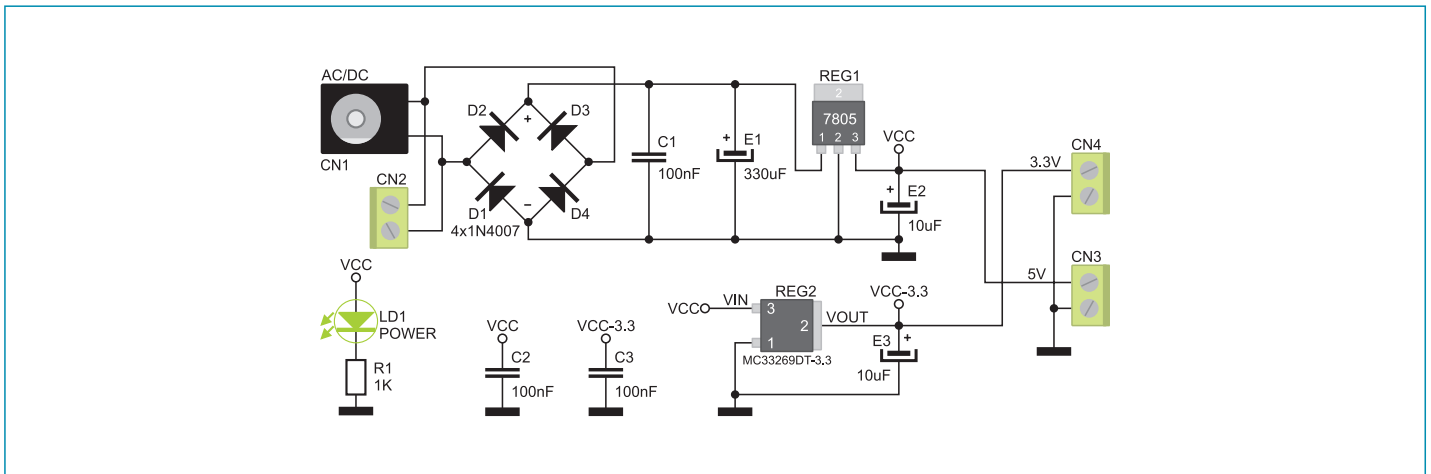 AC/DC
CN1
CN2
D2
D3
+
−
D1
D4
4x1N4007
C1
100nF
+
E1
330uF
REG1
2
7805
1 2 3
VCC
+
E2
10uF
CN4
3.3V
CN3
5V
VCC
LD1
POWER
R1
1K
VCC
C2
100nF
VCC-3.3
C3
100nF
REG2
VCC
VIN
3
2
1
VOUT
MC33269DT-3.3
VCC-3.3
E3
+
10uF